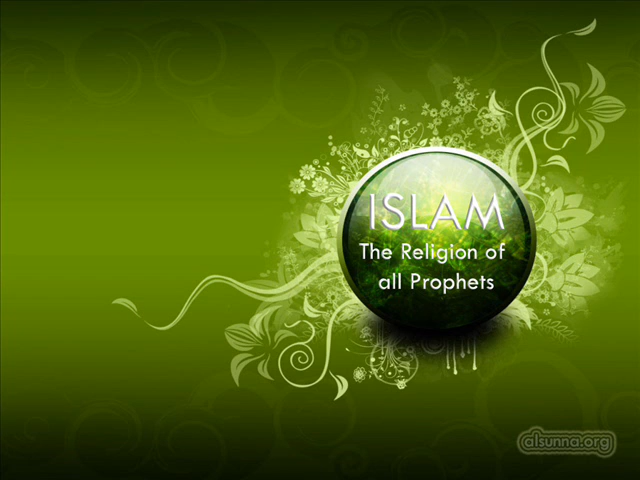 ISLAM
The Religion of
all Prophets
alsunna.org